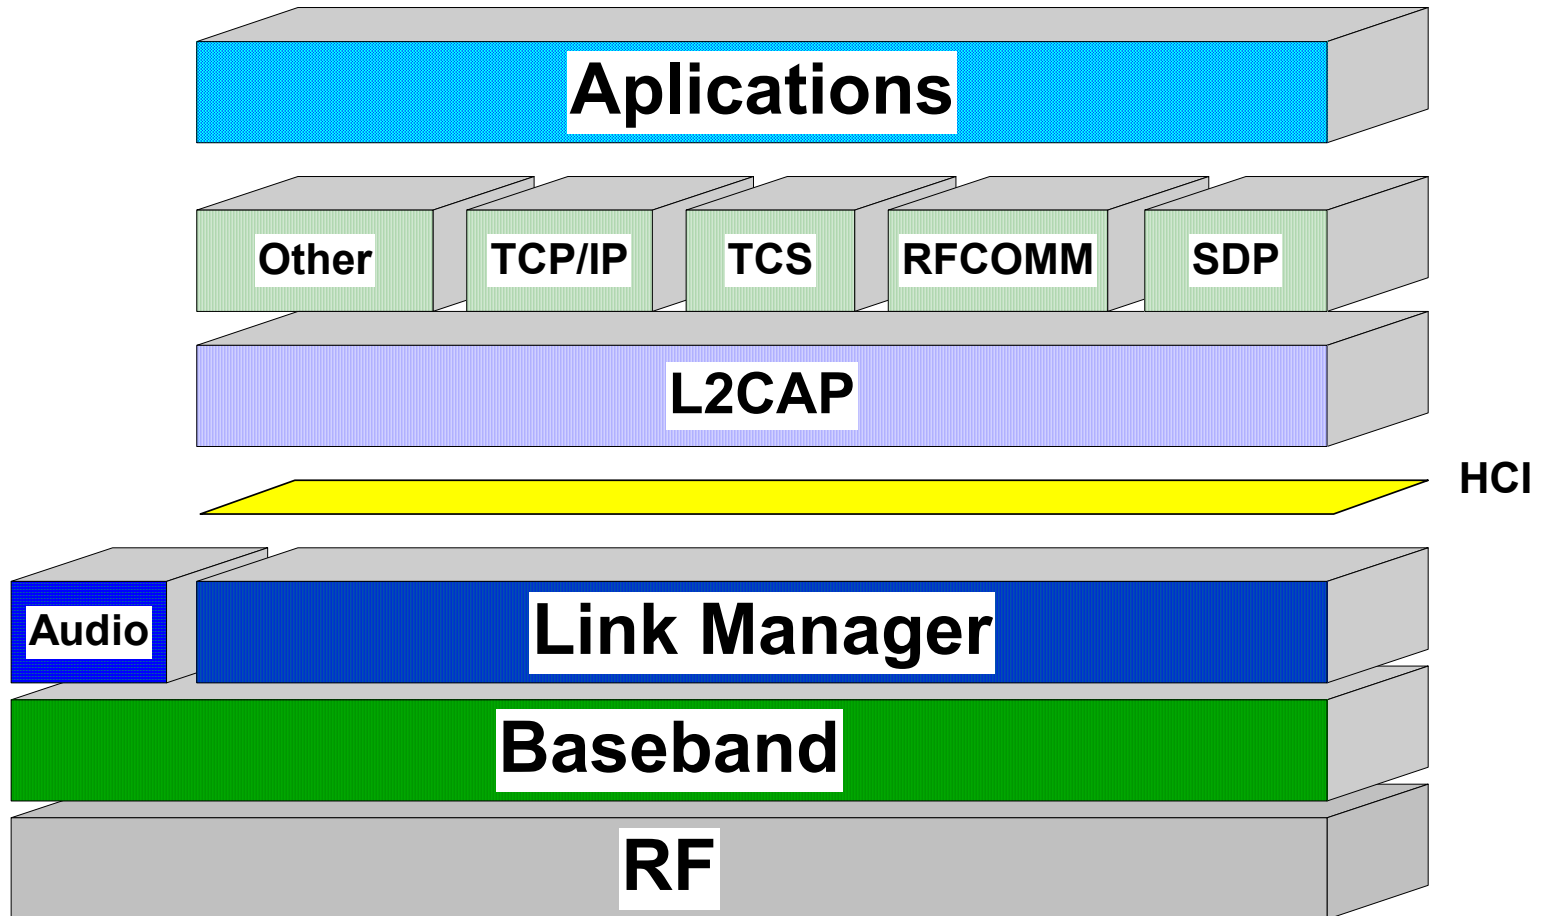 Aplications
Other
TCP/IP
TCS
RFCOMM
SDP
L2CAP
HCI
Audio
Link Manager
Baseband
RF